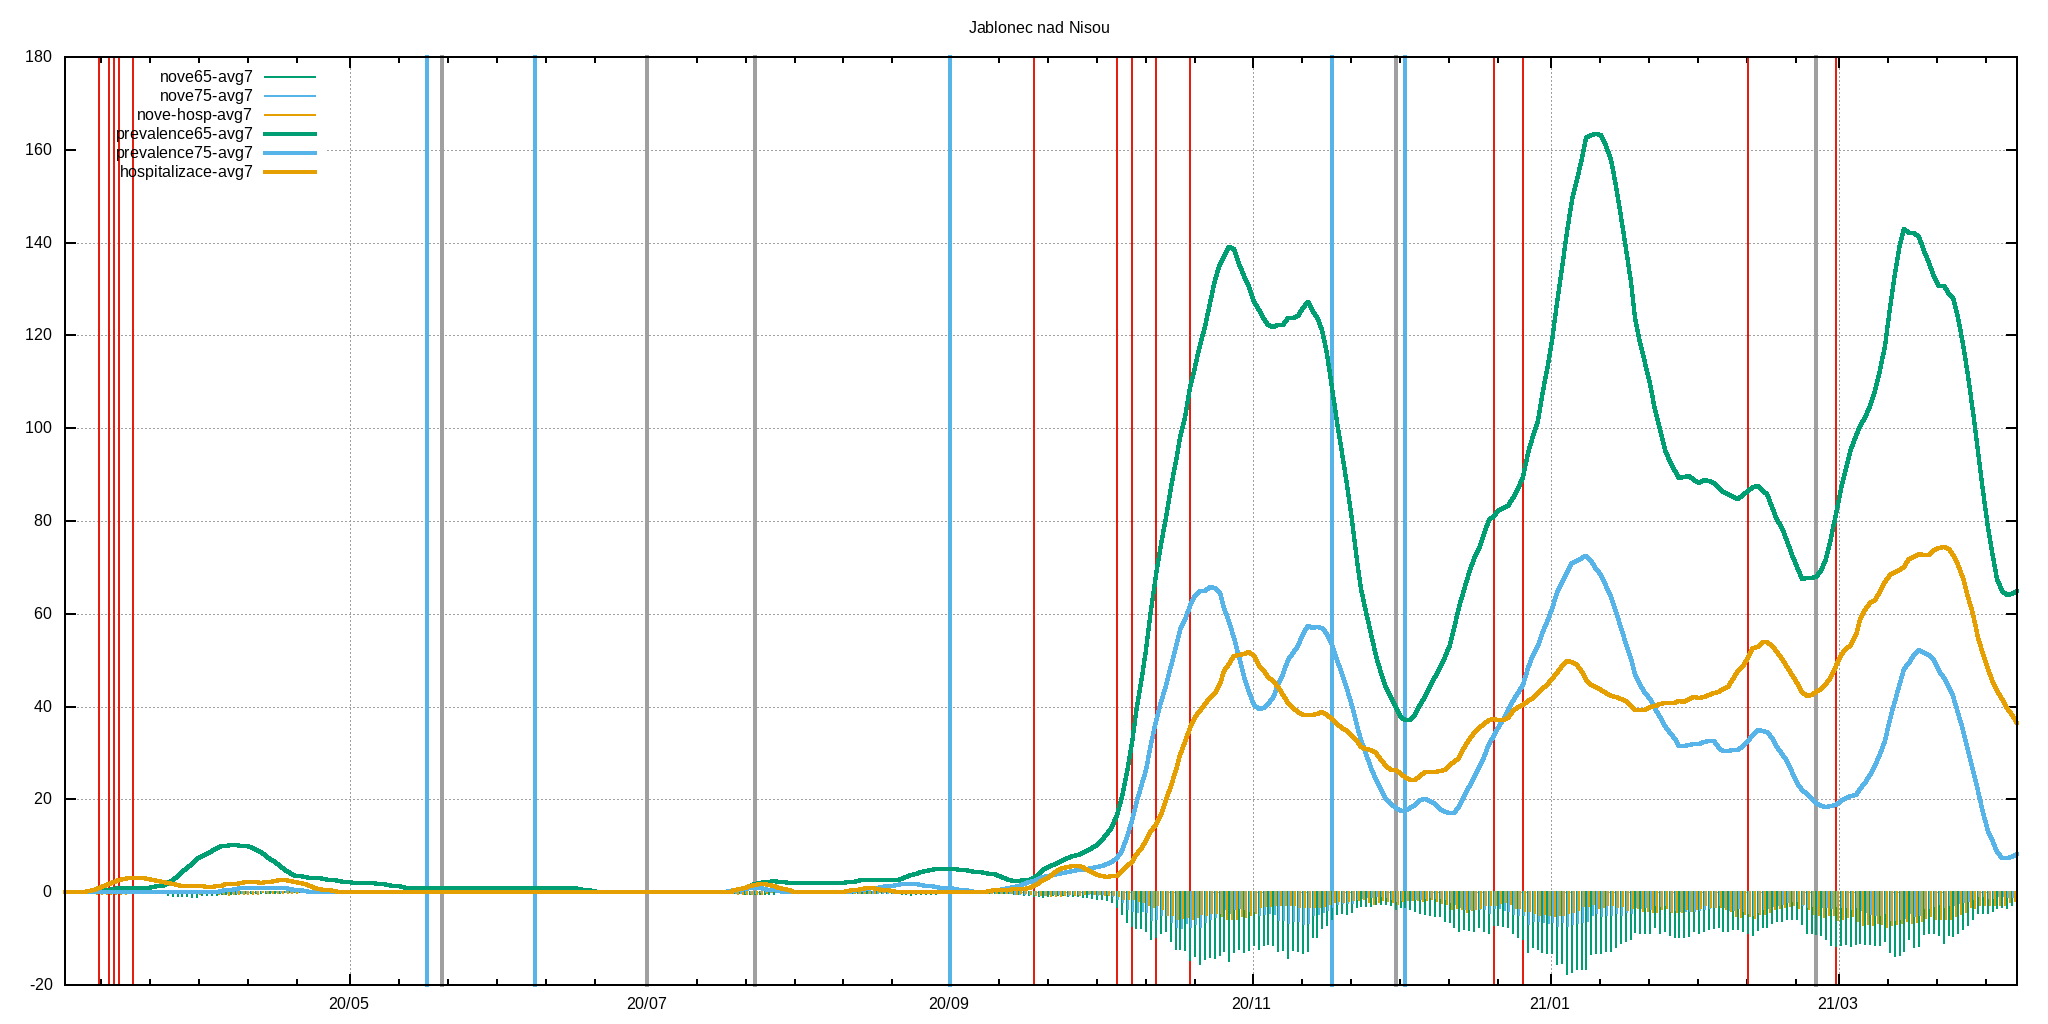 Jablonec nad Nisou
180
160
140
120
100
80
60
40
20
0
-20
nove65-avg7
nove75-avg7
nove-hosp-avg7
prevalence65-avg7
prevalence75-avg7
hospitalizace-avg7
20/05 20/07 20/09 20/11 21/01 21/03